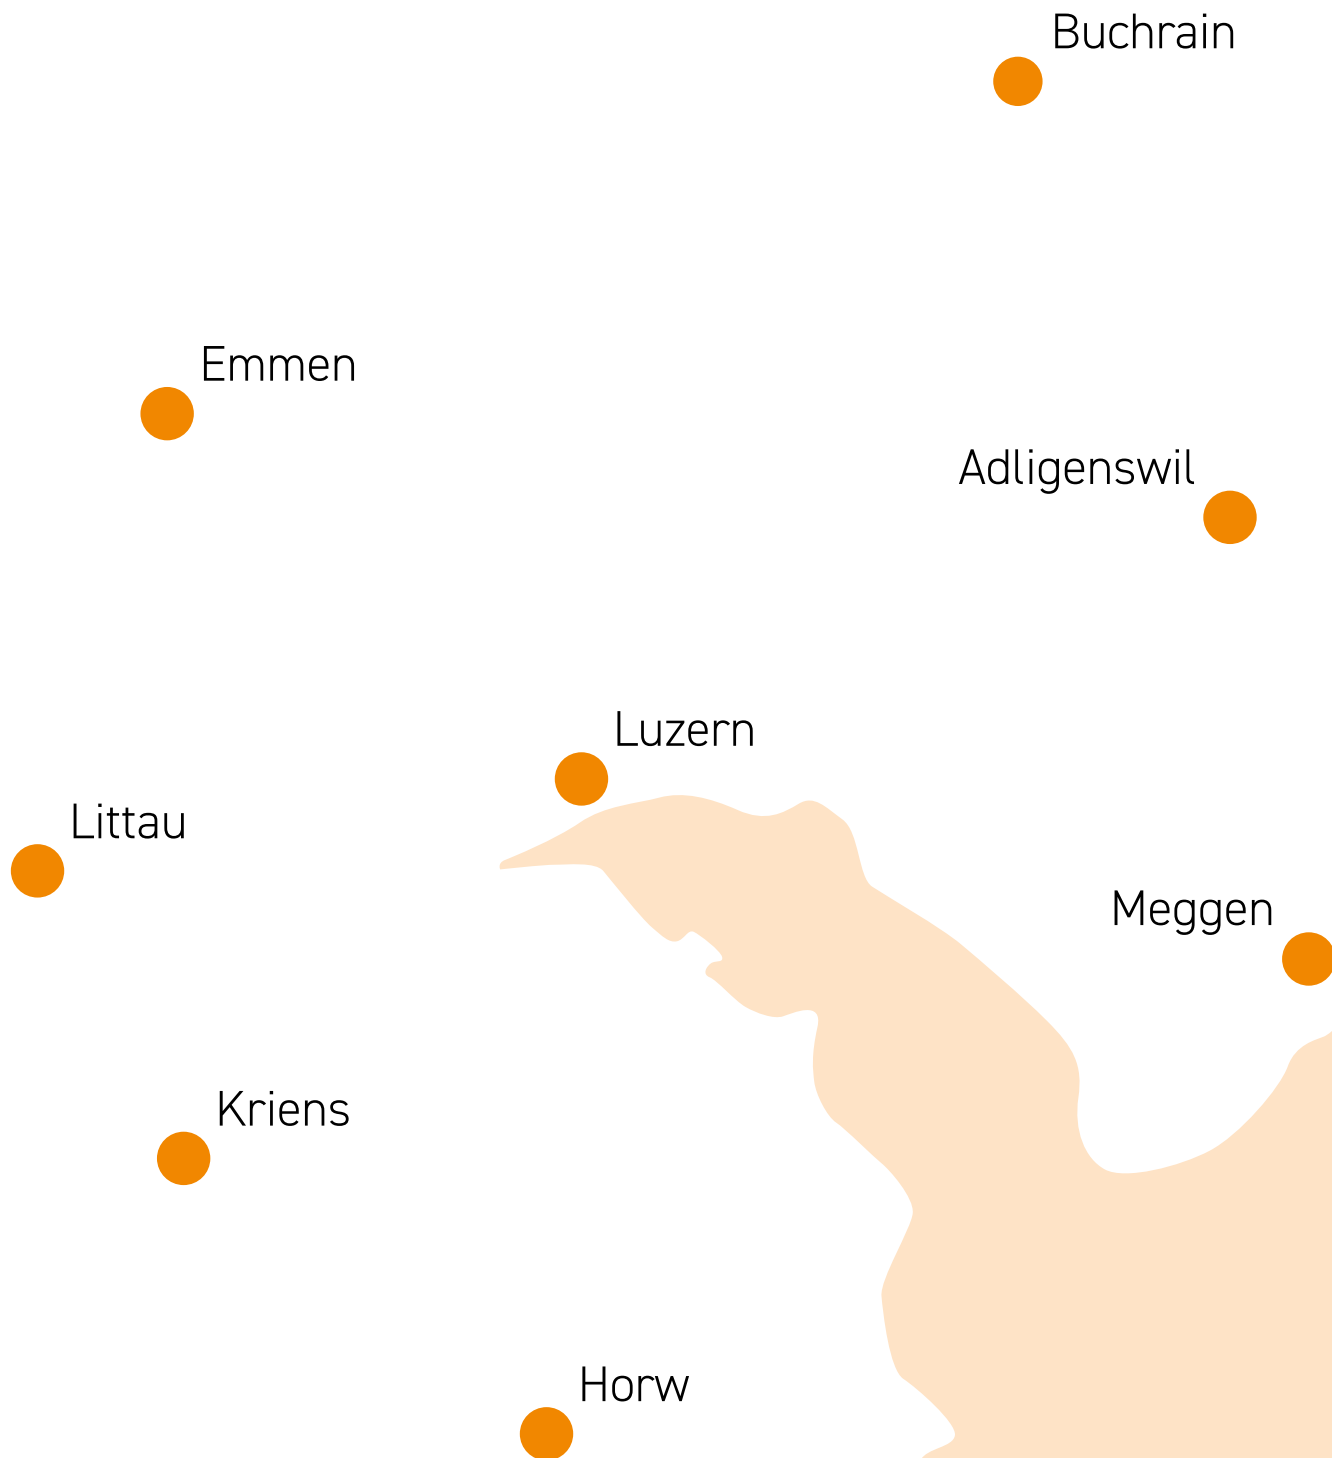 Buchrain
Emmen
Adligenswil
Luzern
Littau
Meggen
Kriens
Horw